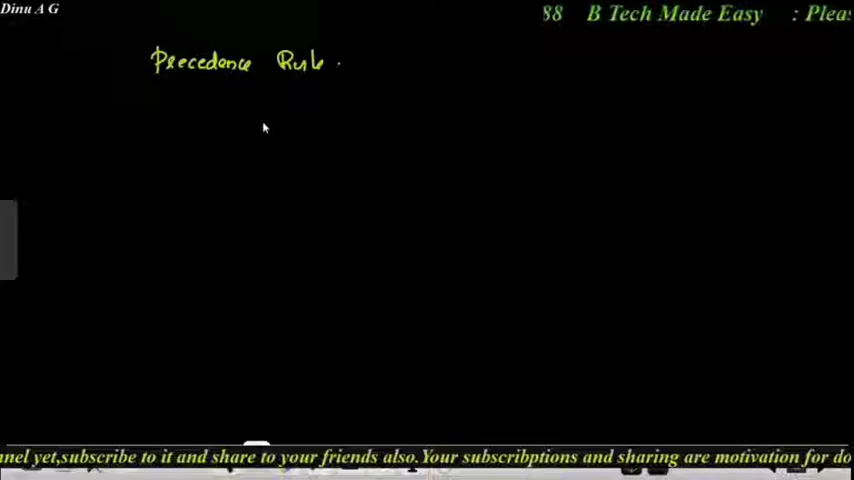 Dinu A G
88 B Tech Made Easy : Pleas
Precedence Rule .
nnel yet,subscribe to it and share to your friends also.Your subscribptions and sharing are motivation for do